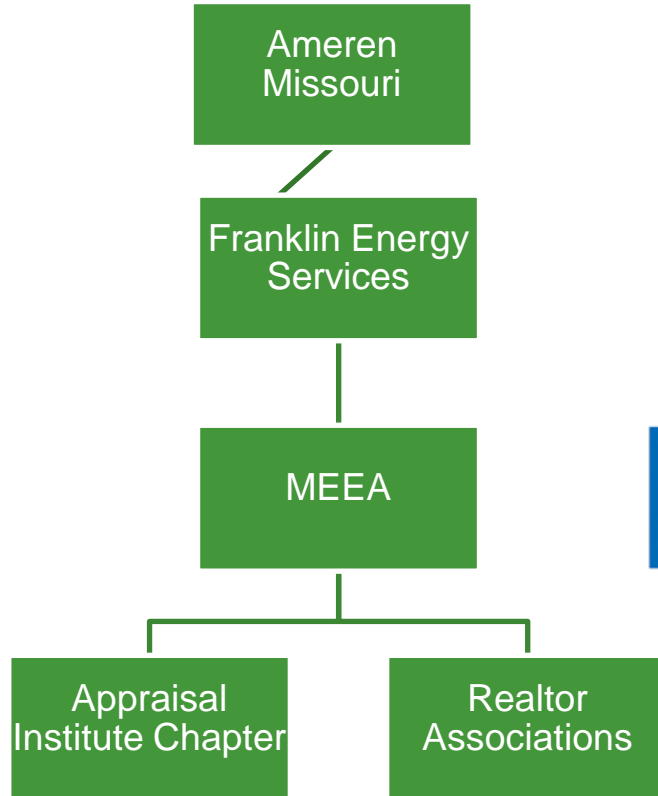 Ameren
Missouri
Franklin Energy
Services
MEEA
Appraisal
Institute Chapter
Realtor
Associations